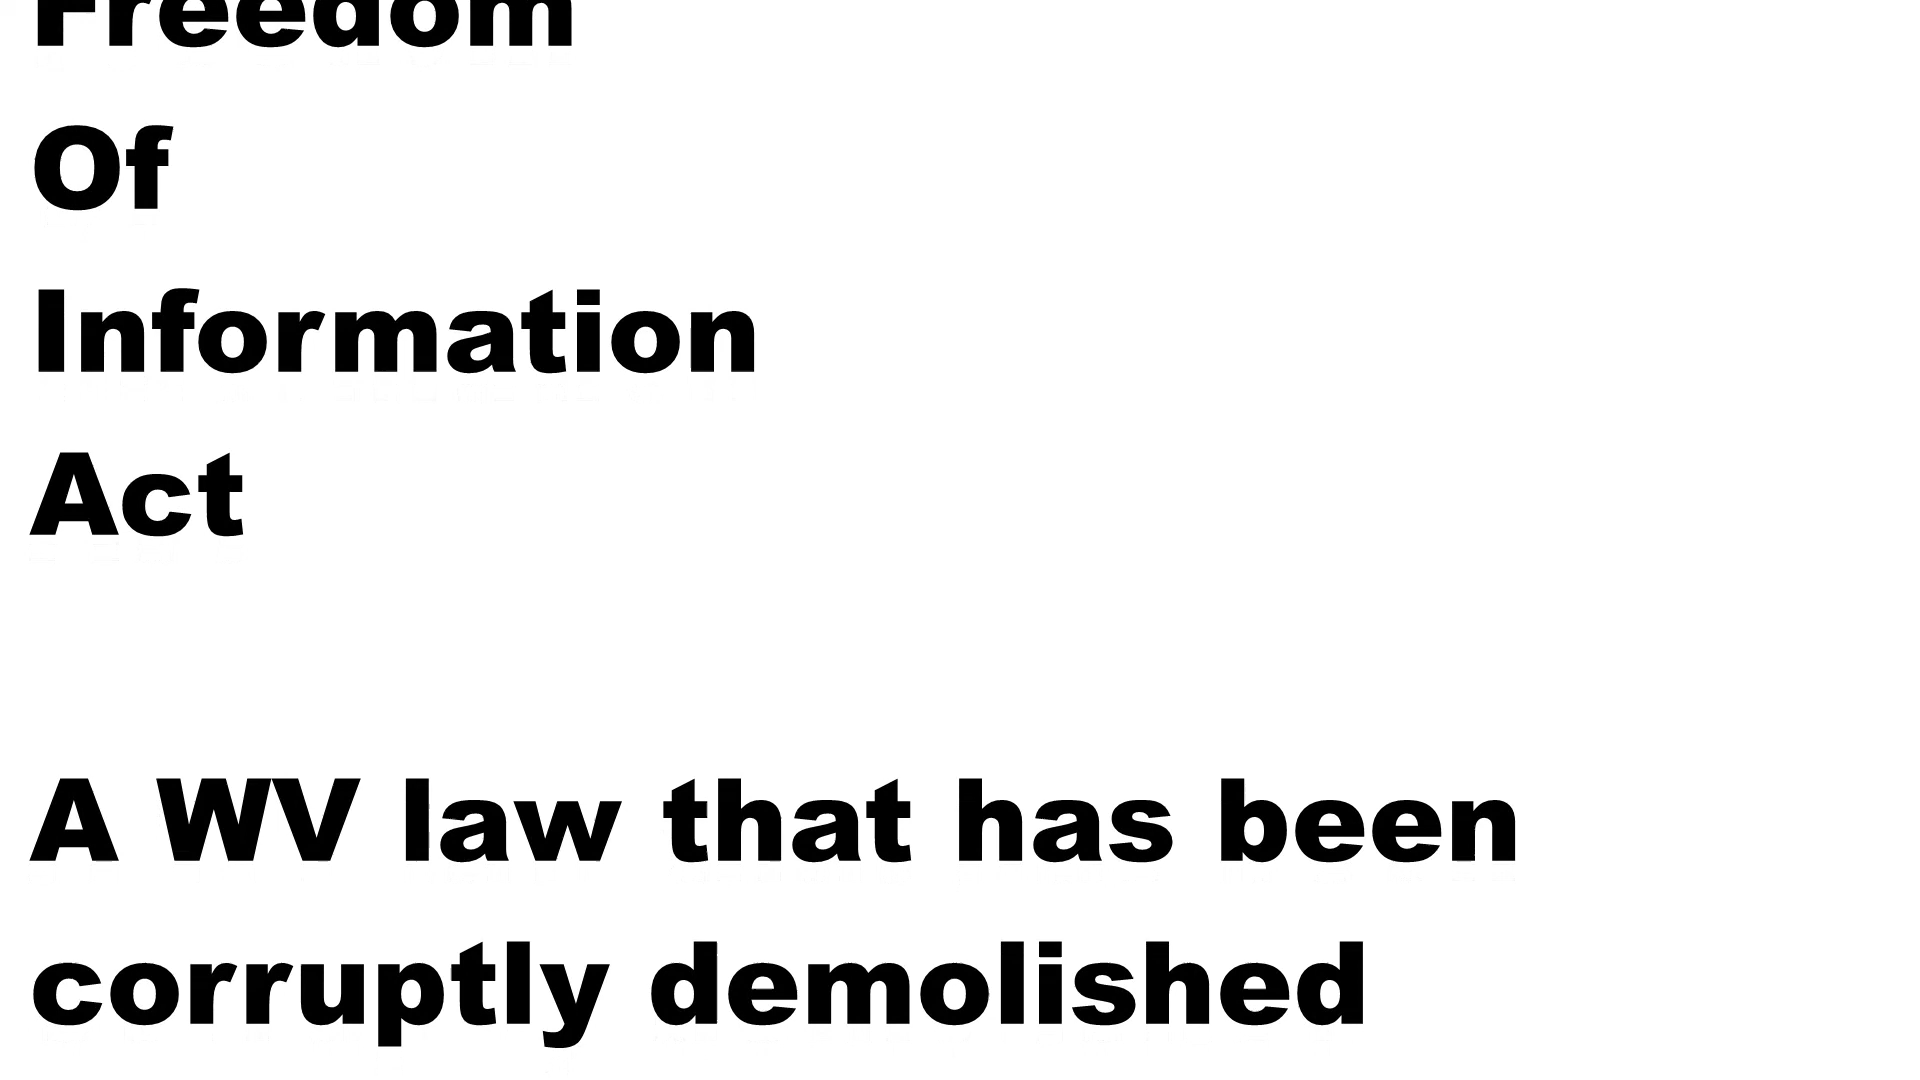 Freedom
Of
Information
Act
A WV law that has been
corruptly demolished